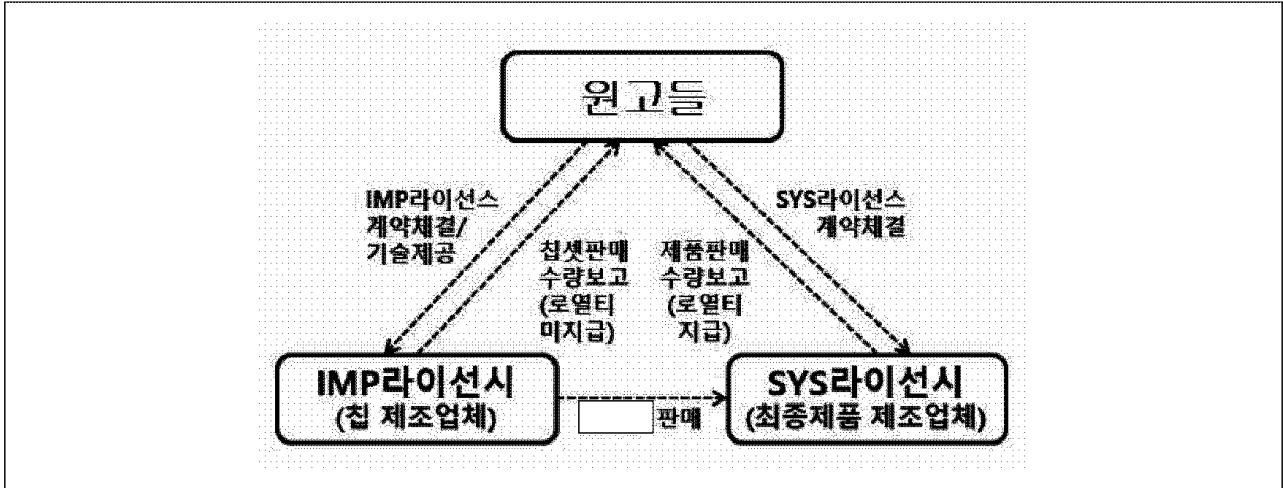 원고들
IMP라이선스
계약체결/
기술제공
칩셋판매
수량보고
(로열티
미지급)
제품판매
수량보고
(로열티
지급)
SYS라이선스
계약체결
IMP라이선시
(칩 제조업체)
판매
SYS라이선시
(최종제품 제조업체)